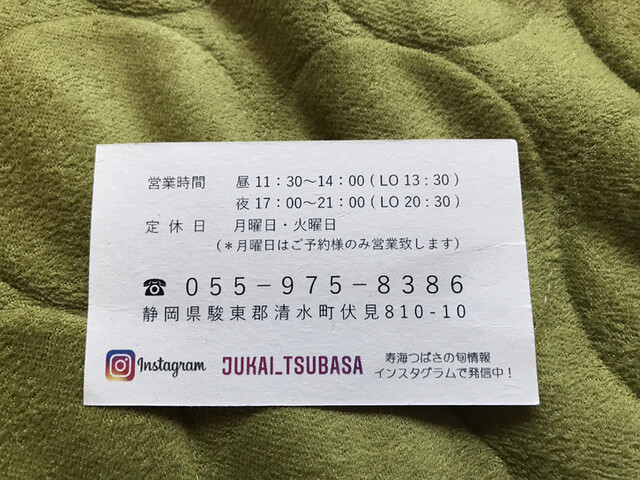 営業時間 昼 11：30～14：00 ( LO 13 : 30 )
夜 17：00～21：00 ( LO 20 : 30 )
定 休 日 月曜日・火曜日
(＊月曜日はご予約様のみ営業致します)
☎ 055－975－8386
静岡県駿東郡清水町伏見810-10
Instagram JUKAI_TSUBASA 寿海つばさの旬情報
インスタグラムで発信中！